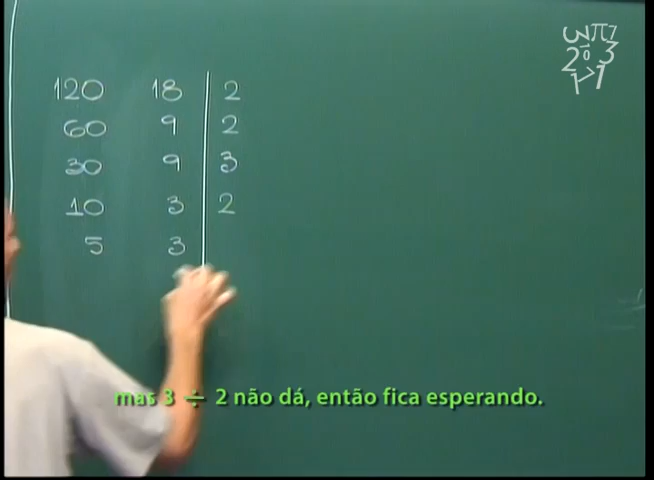 120 18 2
60 9 2
30 9 3
10 3 2
5 3
mas 3 ÷ 2 não dá, então fica esperando.